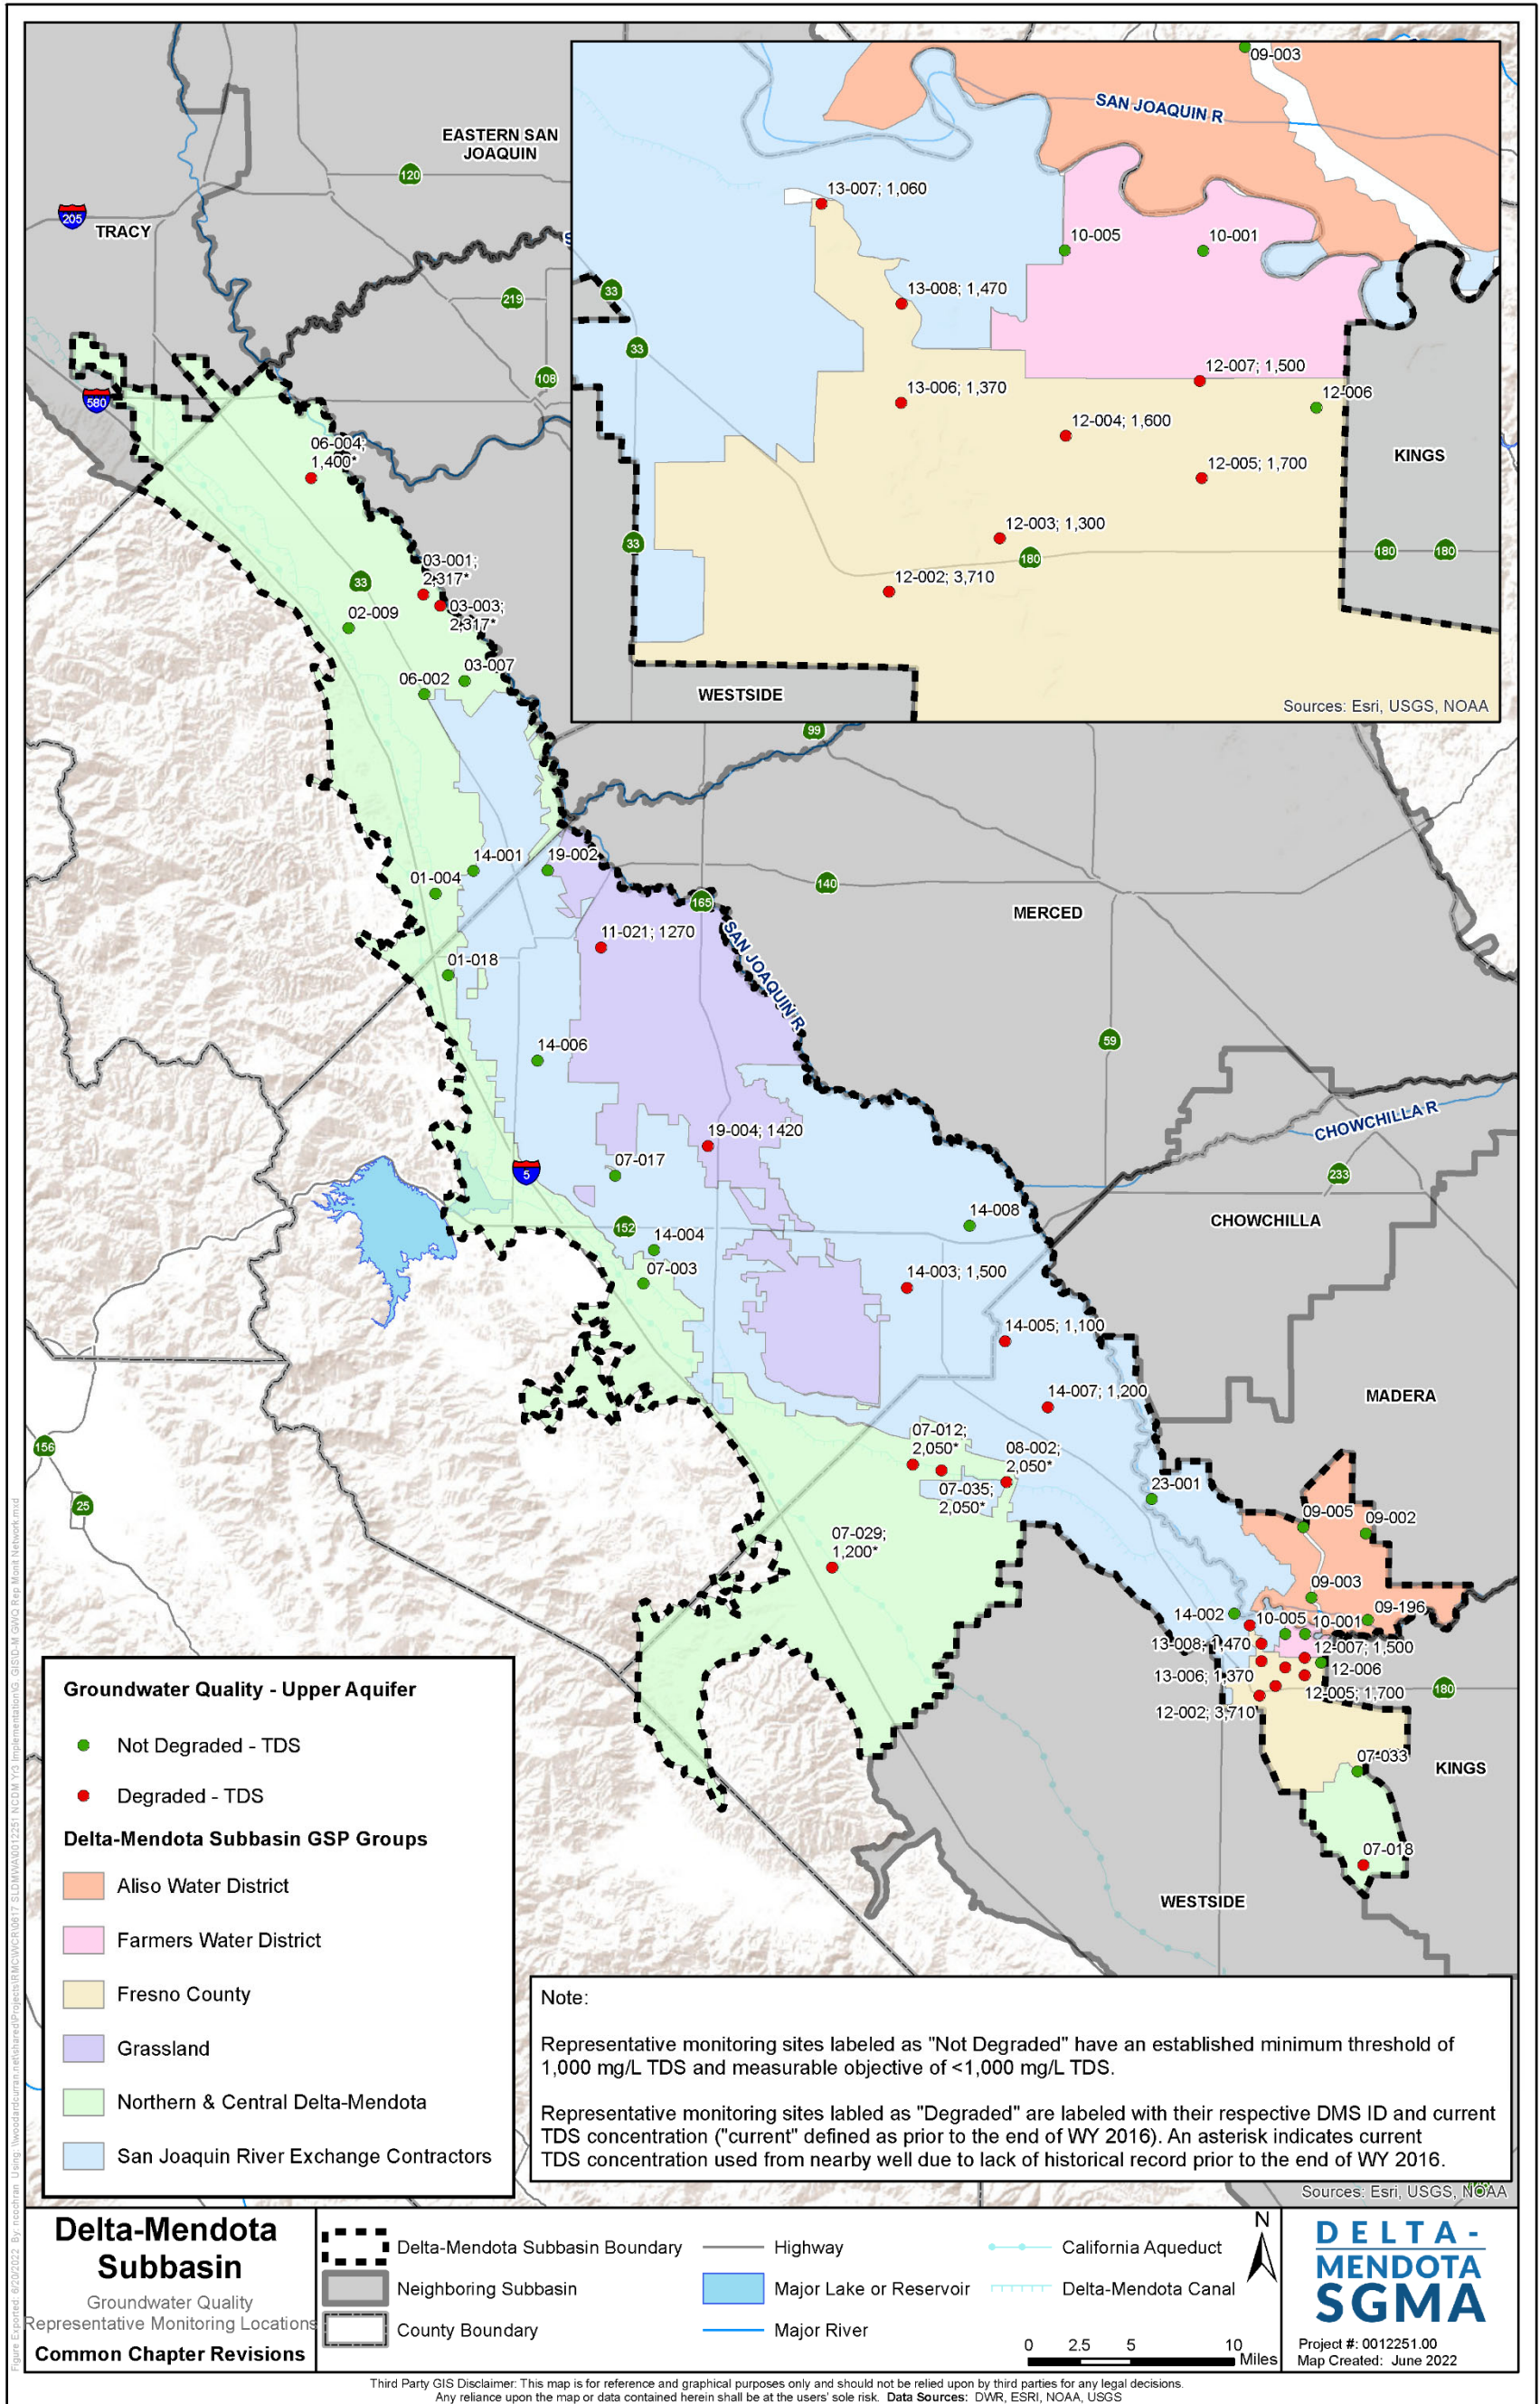 EASTERN SAN
JOAQUIN
120
205
TRACY
219
108
580
06-004;
1,400*
03-001;
2,317*
03-003;
2,317*
33
02-009
03-007
06-002
09-003
SAN JOAQUIN R
13-007; 1,060
10-005
10-001
33
13-008; 1,470
33
12-007; 1,500
12-006
13-006; 1,370
12-004; 1,600
KINGS
12-005; 1,700
33
12-003; 1,300
180
180
180
12-002; 3,710
WESTSIDE
Sources: Esri, USGS, NOAA
99
14-001
19-002
01-004
140
165
MERCED
11-021; 1270
SAN JOAQUIN R
01-018
14-006
59
CHOWCHILLA R
19-004; 1420
07-017
5
233
14-008
CHOWCHILLA
152
14-004
07-003
14-003; 1,500
14-005; 1,100
14-007; 1,200
MADERA
156
07-012;
2,050*
08-002;
2,050*
07-035;
2,050*
23-001
25
09-005
09-002
07-029;
1,200*
09-003
14-002
10-005
10-001
09-196
13-008; 1,470
12-007; 1,500
12-006
13-006; 1,370
12-005; 1,700
180
12-002; 3,710
07-033
KINGS
07-018
WESTSIDE
Groundwater Quality - Upper Aquifer
Not Degraded - TDS
Degraded - TDS
Delta-Mendota Subbasin GSP Groups
Aliso Water District
Farmers Water District
Fresno County
Grassland
Northern & Central Delta-Mendota
San Joaquin River Exchange Contractors
Note:
Representative monitoring sites labeled as "Not Degraded" have an established minimum threshold of
1,000 mg/L TDS and measurable objective of <1,000 mg/L TDS.
Representative monitoring sites labled as "Degraded" are labeled with their respective DMS ID and current
TDS concentration ("current" defined as prior to the end of WY 2016). An asterisk indicates current
TDS concentration used from nearby well due to lack of historical record prior to the end of WY 2016.
Sources: Esri, USGS, NOAA
Delta-Mendota
Subbasin
Groundwater Quality
Representative Monitoring Locations
Common Chapter Revisions
Delta-Mendota Subbasin Boundary
Neighboring Subbasin
County Boundary
Highway
Major Lake or Reservoir
Major River
California Aqueduct
Delta-Mendota Canal
N
0 2.5 5 10
Miles
DELTA-
MENDOTA
SGMA
Project #: 0012251.00
Map Created: June 2022
Third Party GIS Disclaimer: This map is for reference and graphical purposes only and should not be relied upon by third parties for any legal decisions.
Any reliance upon the map or data contained herein shall be at the users' sole risk. Data Sources: DWR, ESRI, NOAA, USGS